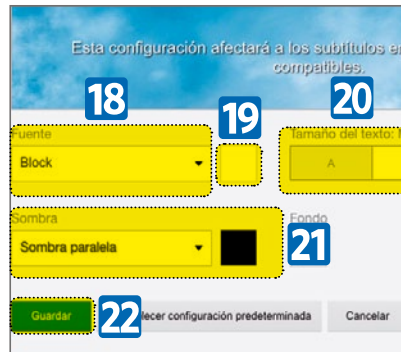 Esta configuración afectará a los subtítulos e
compatibles.
18
19
20
Fuente
Tamaño del texto:
Block
A
Sombra
Fondo
Sombra paralela
21
Guardar
22
lecer configuración predeterminada
Cancelar